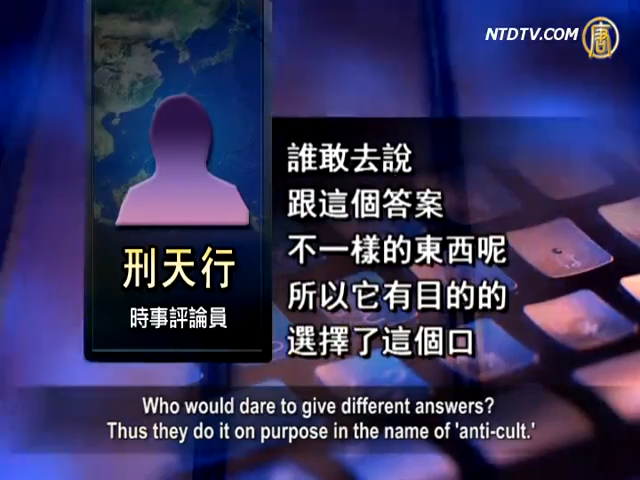 NTDTV.COM
唐
誰敢去說
跟這個答案
不一樣的東西呢
所以它有目的的
選擇了這個口
刑天行
時事評論員
Who would dare to give different answers?
Thus they do it on purpose in the name of 'anti-cult.'